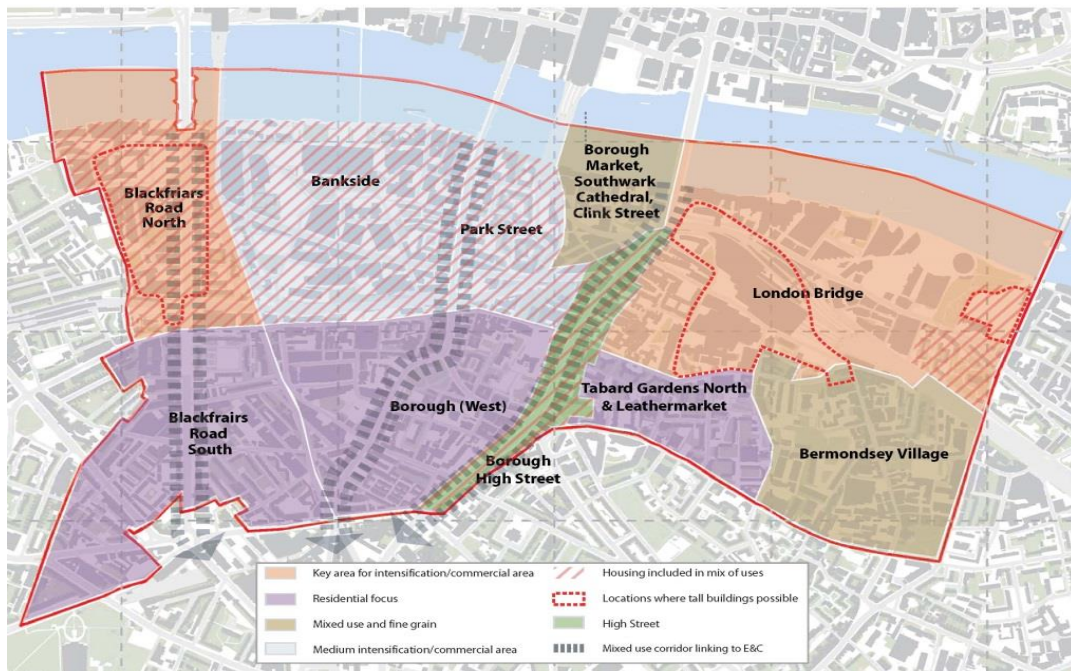 Blackfriars
Road
North
Bankside
Park Street
Borough
Market,
Southwark
Cathedral,
Clink Street
London Bridge
Blackfrairs
Road
South
Borough (West)
Tabard Gardens North
& Leathermarket
Borough
High Street
Bermondsey Village
Key area for intensification/commercial area
Residential focus
Mixed use and fine grain
Medium intensification/commercial area
Housing included in mix of uses
Locations where tall buildings possible
High Street
Mixed use corridor linking to E&C